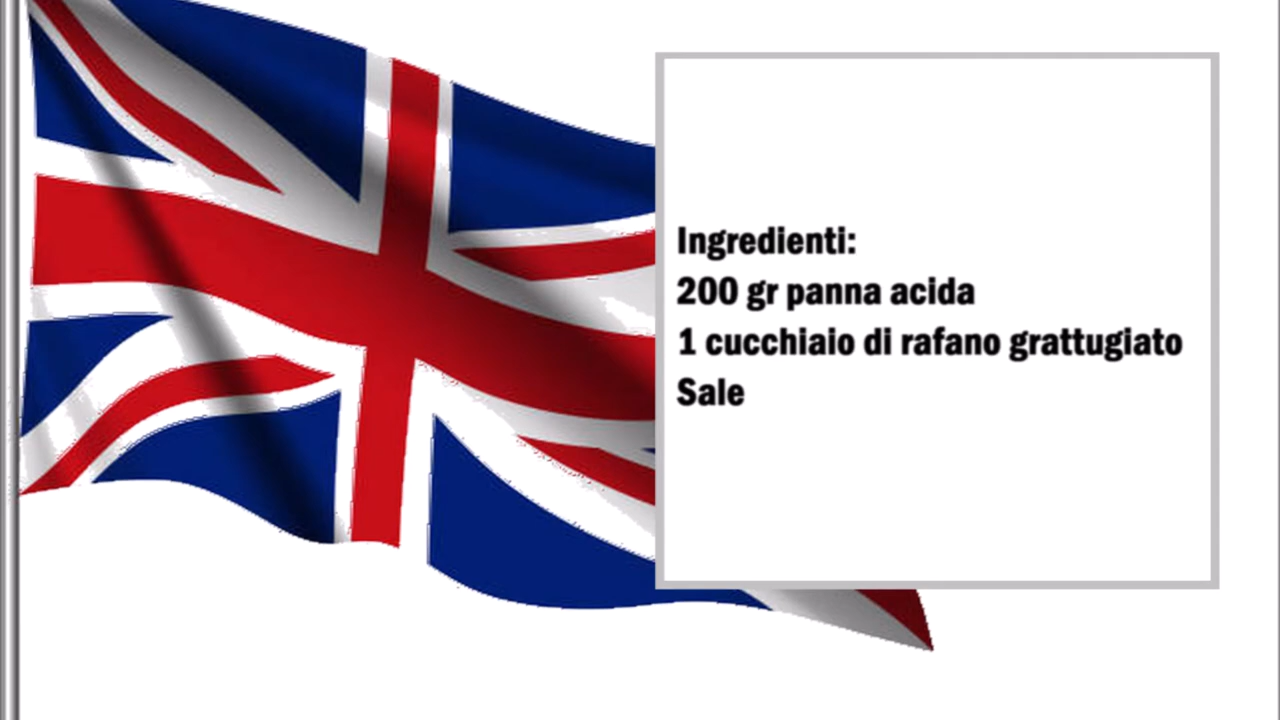 Ingredienti:
200 gr panna acida
1 cucchiaio di rafano grattugiato
Sale